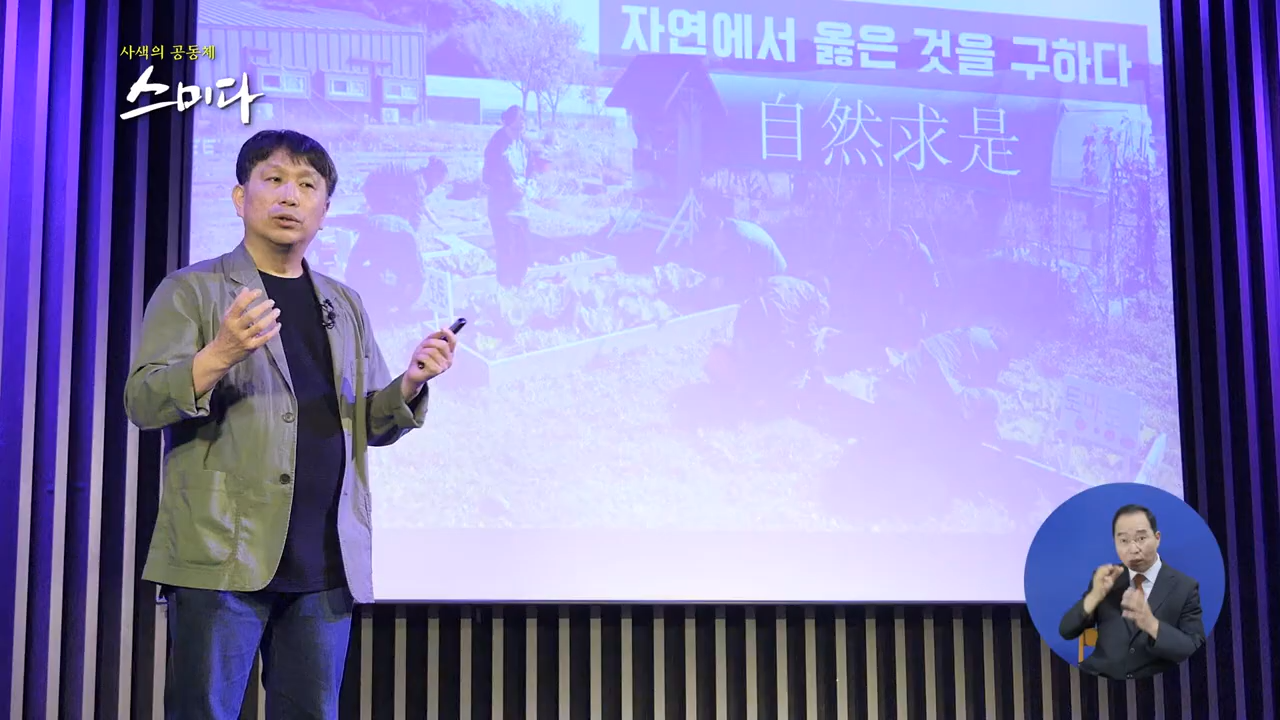 사색의 공동체
스미다
자연에서 옳은 것을 구하다
自然求是